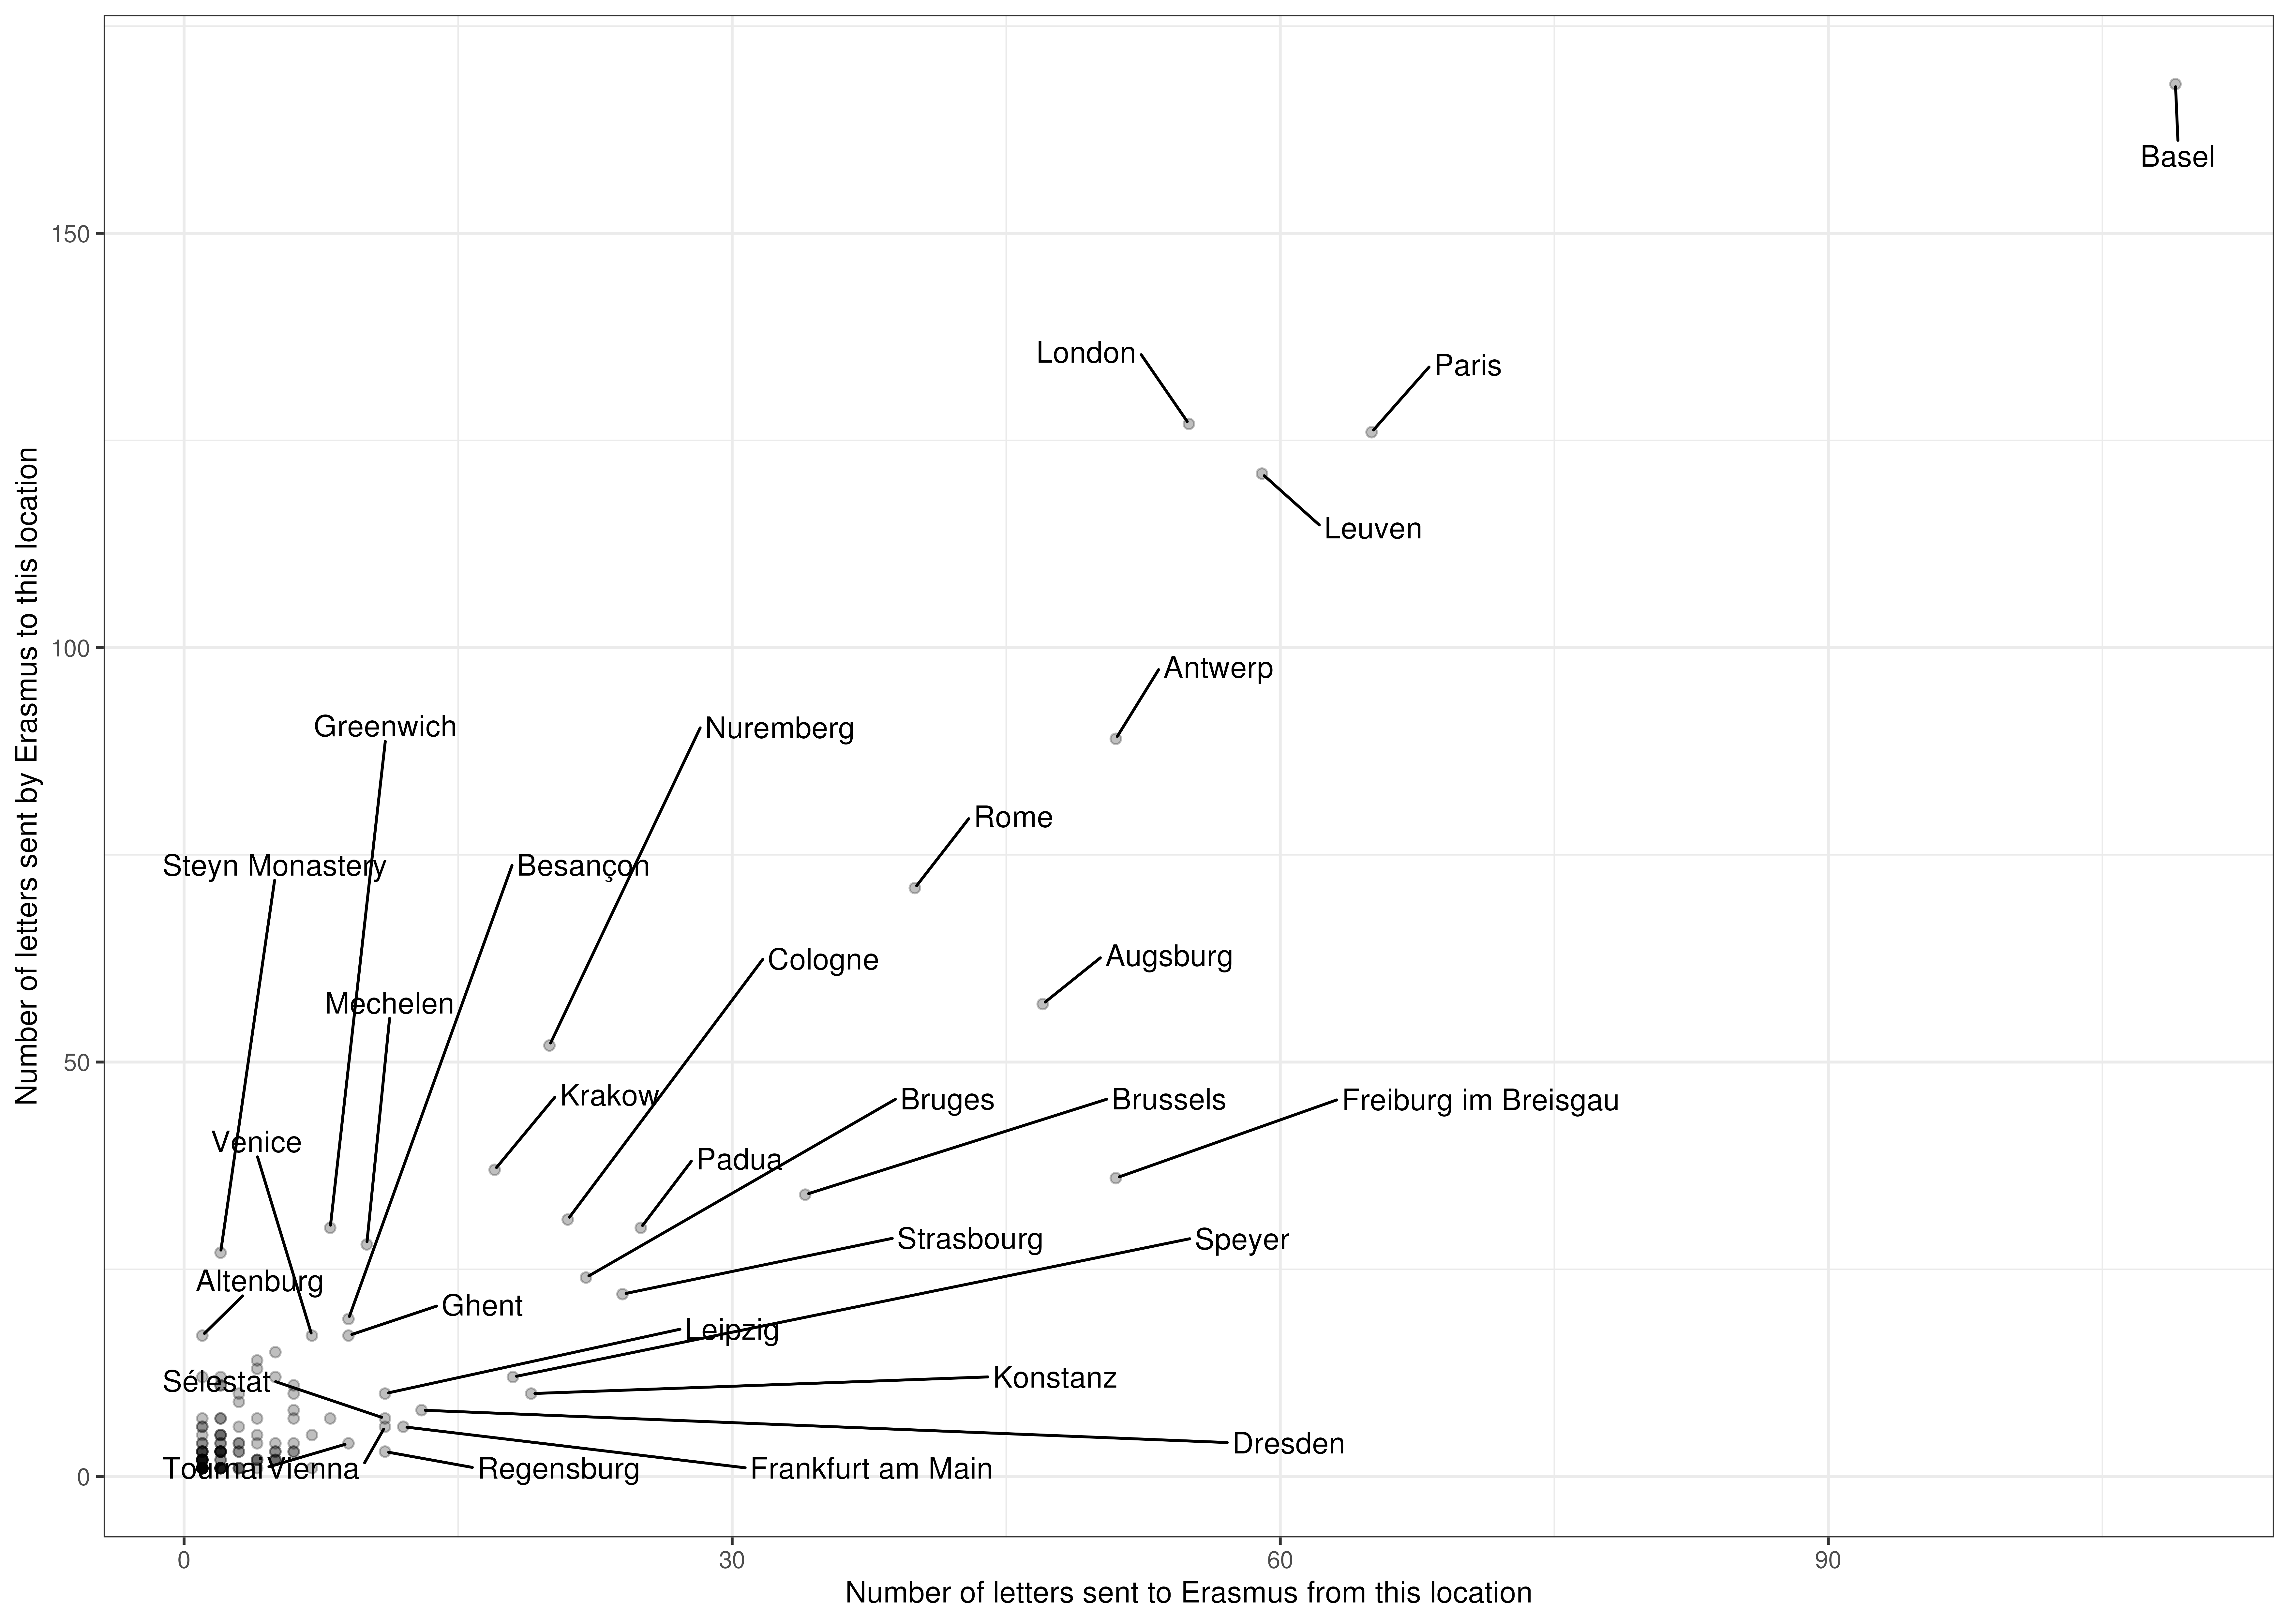 Basel
150
London
Paris
Leuven
100
Antwerp
Greenwich
Nuremberg
Rome
Steyn Monastery
Besançon
Cologne
Augsburg
Mechelen
50
Krakow
Bruges
Brussels
Freiburg im Breisgau
Venice
Padua
Strasbourg
Speyer
Altenburg
Ghent
Leipzig
Sélestat
Konstanz
Dresden
Tournai
Vienna
Regensburg
Frankfurt am Main
0
0
30
60
90
Number of letters sent to Erasmus from this location
Number of letters sent by Erasmus to this location